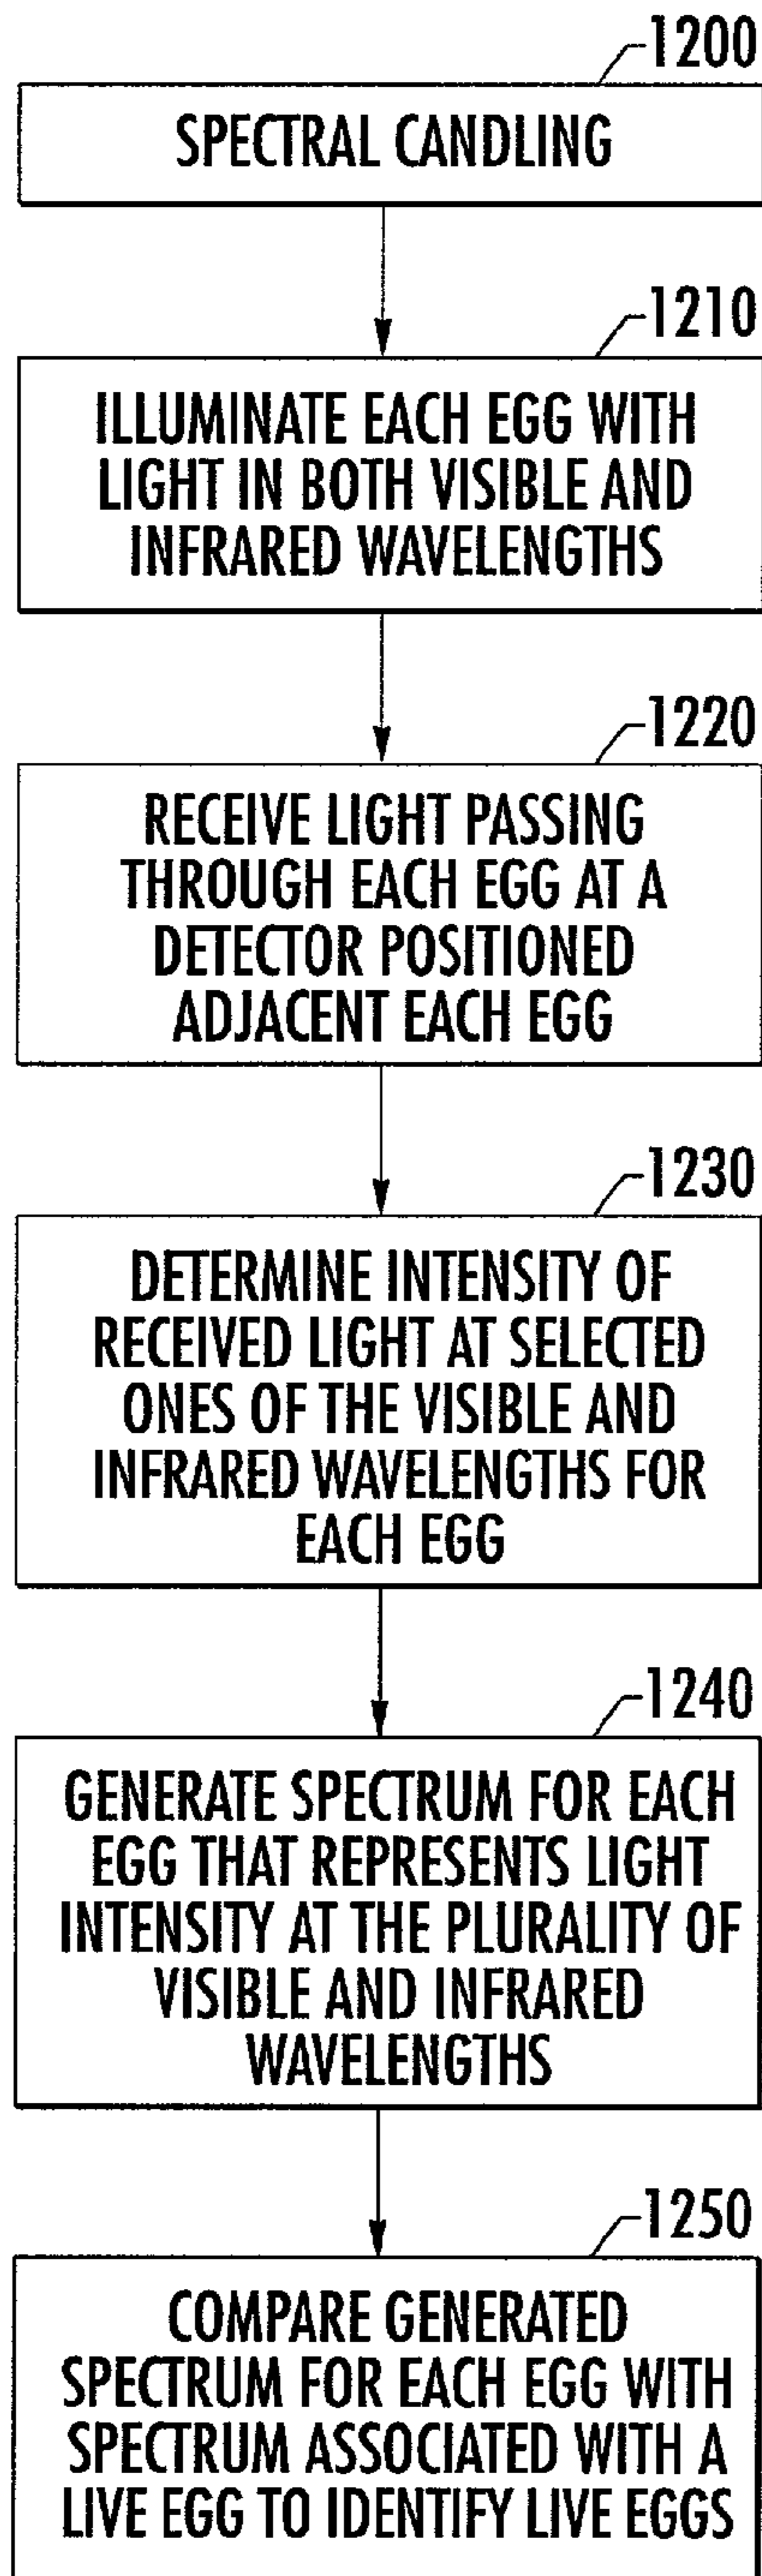 1200
SPECTRAL CANDLING
1210
ILLUMINATE EACH EGG WITH
LIGHT IN BOTH VISIBLE AND
INFRARED WAVELENGTHS
1220
RECEIVE LIGHT PASSING
THROUGH EACH EGG AT A
DETECTOR POSITIONED
ADJACENT EACH EGG
1230
DETERMINE INTENSITY OF
RECEIVED LIGHT AT SELECTED
ONES OF THE VISIBLE AND
INFRARED WAVELENGTHS FOR
EACH EGG
1240
GENERATE SPECTRUM FOR EACH
EGG THAT REPRESENTS LIGHT
INTENSITY AT THE PLURALITY OF
VISIBLE AND INFRARED
WAVELENGTHS
1250
COMPARE GENERATED
SPECTRUM FOR EACH EGG WITH
SPECTRUM ASSOCIATED WITH A
LIVE EGG TO IDENTIFY LIVE EGGS